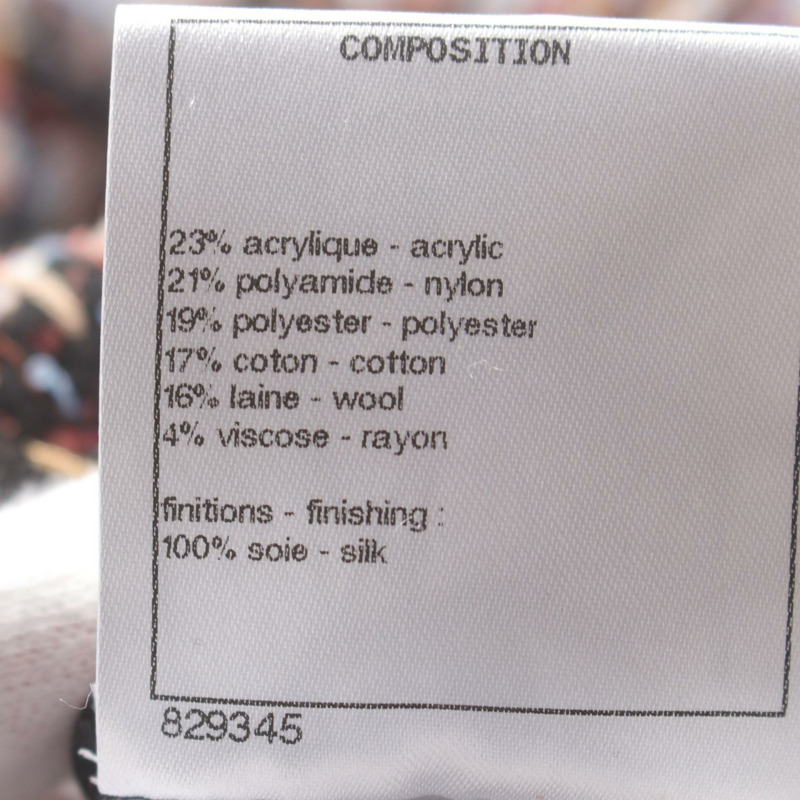 COMPOSITION
23% acrylique - acrylic
21% polyamide - nylon
19% polyester - polyester
17% coton - cotton
16% laine - wool
4% viscose - rayon
finitions - finishing :
100% soie - silk
829345